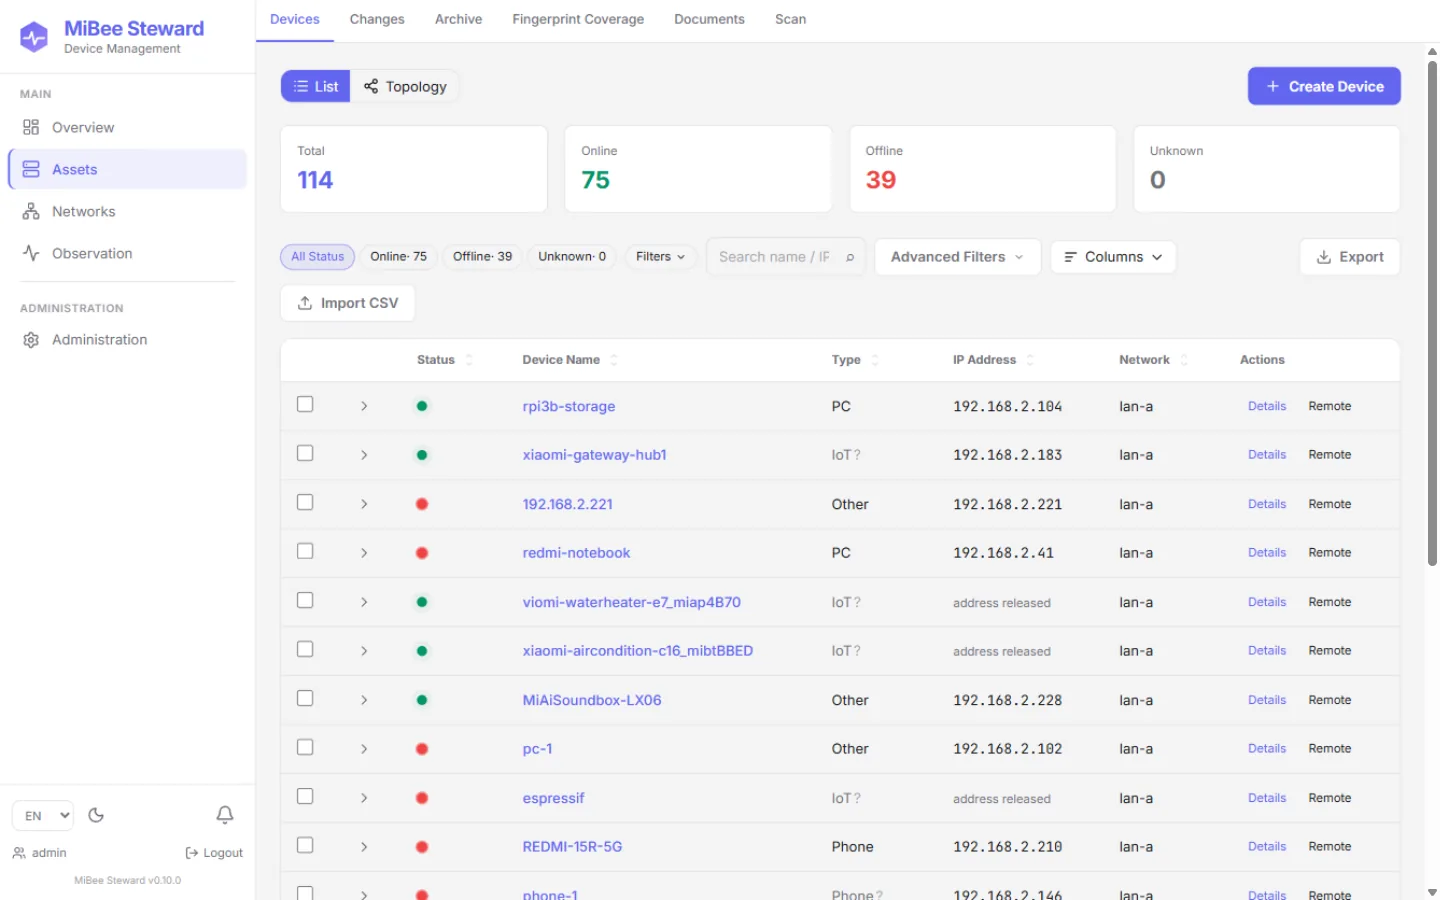 MiBee Steward
Device Management
MAIN
Overview
Assets
Networks
Observation
ADMINISTRATION
Administration
EN
admin
Logout
MiBee Steward v0.10.0
Devices Changes Archive Fingerprint Coverage Documents Scan
List Topology
+ Create Device
Total
114
Online
75
Offline
39
Unknown
0
All Status Online· 75 Offline· 39 Unknown· 0 Filters Search name / IP Advanced Filters Columns Export
Import CSV
Status Device Name Type IP Address Network Actions
rpi3b-storage PC 192.168.2.104 lan-a Details Remote
xiaomi-gateway-hub1 IoT? 192.168.2.183 lan-a Details Remote
192.168.2.221 Other 192.168.2.221 lan-a Details Remote
redmi-notebook PC 192.168.2.41 lan-a Details Remote
viomi-waterheater-e7_miap4B70 IoT? address released lan-a Details Remote
xiaomi-aircondition-c16_mibtBBED IoT? address released lan-a Details Remote
MiAiSoundbox-LX06 Other 192.168.2.228 lan-a Details Remote
pc-1 Other 192.168.2.102 lan-a Details Remote
espressif IoT? address released lan-a Details Remote
REDMI-15R-5G Phone 192.168.2.210 lan-a Details Remote
phone-1 Phone? 192.168.2.146 lan-a Details Remote